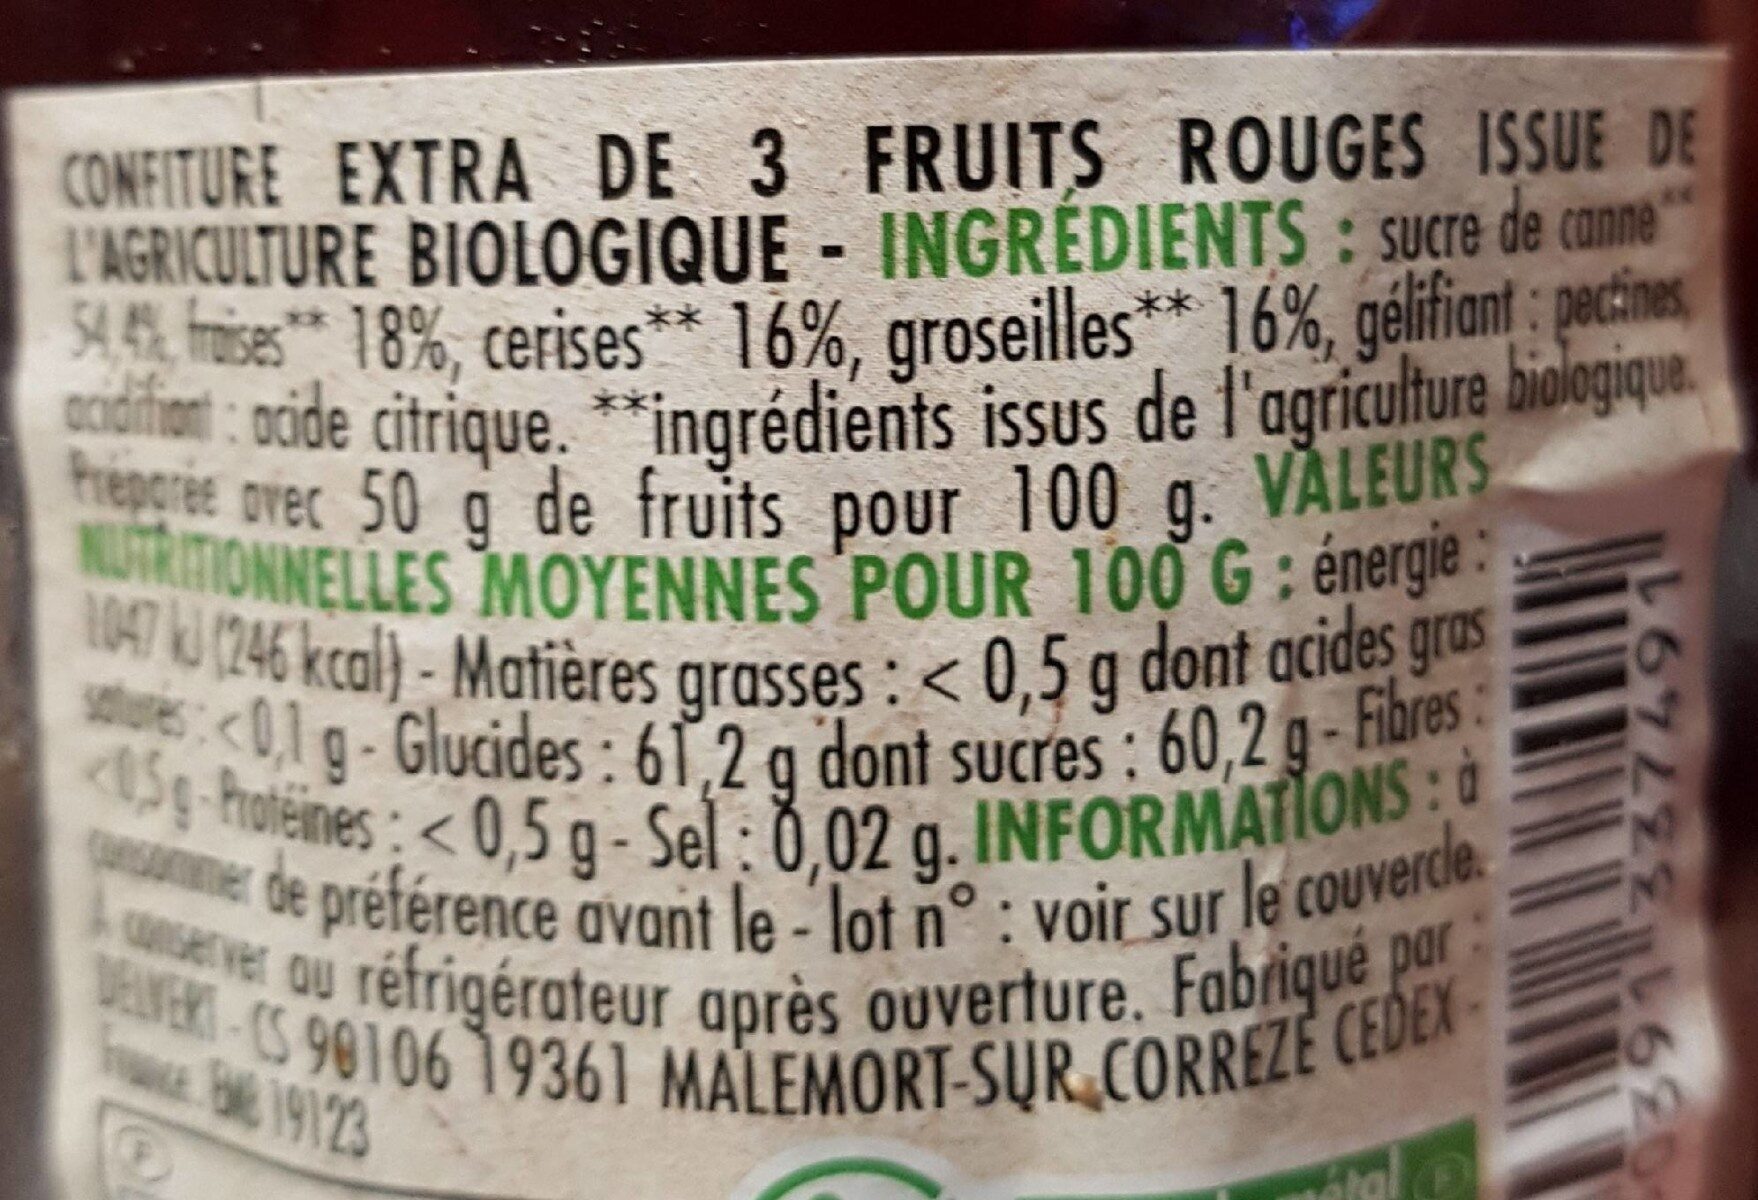 CONFITURE EXTRA DE 3 FRUITS ROUGES ISSUE DE
L'AGRICULTURE BIOLOGIQUE - INGRÉDIENTS : sucre de canne**
54,4%, fraises** 18%, cerises** 16%, groseilles** 16%, gélifiant : pectines,
acidifiant : acide citrique. **ingrédients issus de l'agriculture biologique.
Préparée avec 50 g de fruits pour 100 g. VALEURS
NUTRITIONNELLES MOYENNES POUR 100 G : énergie :
1047 kJ (246 kcal) - Matières grasses : < 0,5 g dont acides gras
saturés : < 0,1 g - Glucides : 61,2 g dont sucres : 60,2 g - Fibres :
< 0,5 g - Protéines : < 0,5 g - Sel : 0,02 g. INFORMATIONS : à
consommer de préférence avant le - lot n° : voir sur le couvercle.
À conserver au réfrigérateur après ouverture. Fabriqué par :
DELVERT - CS 90106 19361 MALEMORT-SUR-CORREZE CEDEX -
France EMB 19123